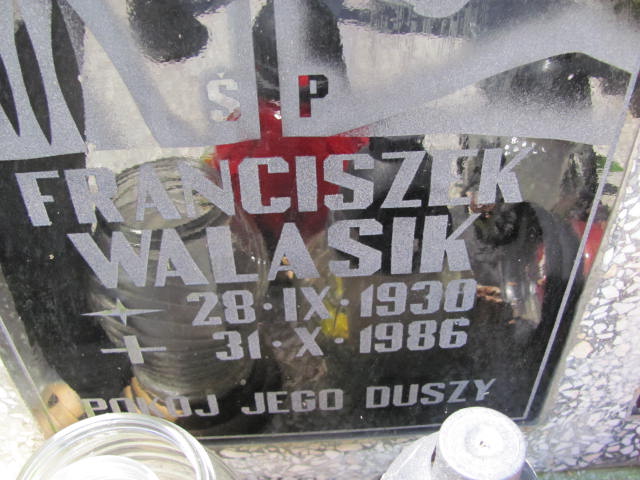 Ś P
FRANCISZEK
WALASIK
28·IX·1930
31·X·1986
POKÓJ JEGO DUSZY